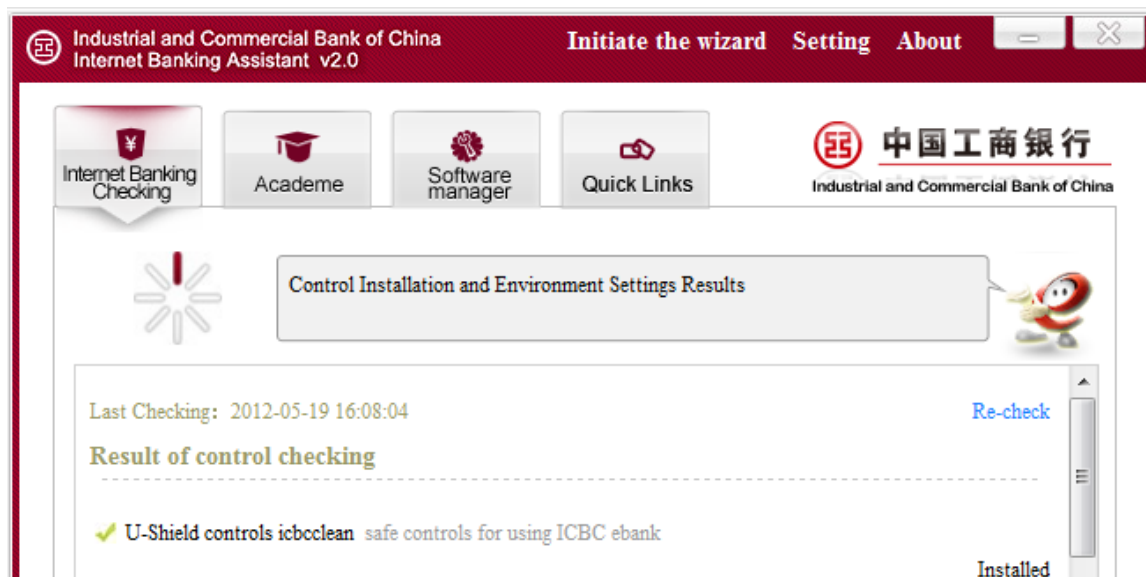 Industrial and Commercial Bank of China
Internet Banking Assistant v2.0
Initiate the wizard Setting About
Internet Banking
Checking
Academe
Software
manager
Quick Links
中国工商银行
Industrial and Commercial Bank of China
Control Installation and Environment Settings Results
Last Checking: 2012-05-19 16:08:04
Re-check
Result of control checking
U-Shield controls icbcclean safe controls for using ICBC ebank
Installed